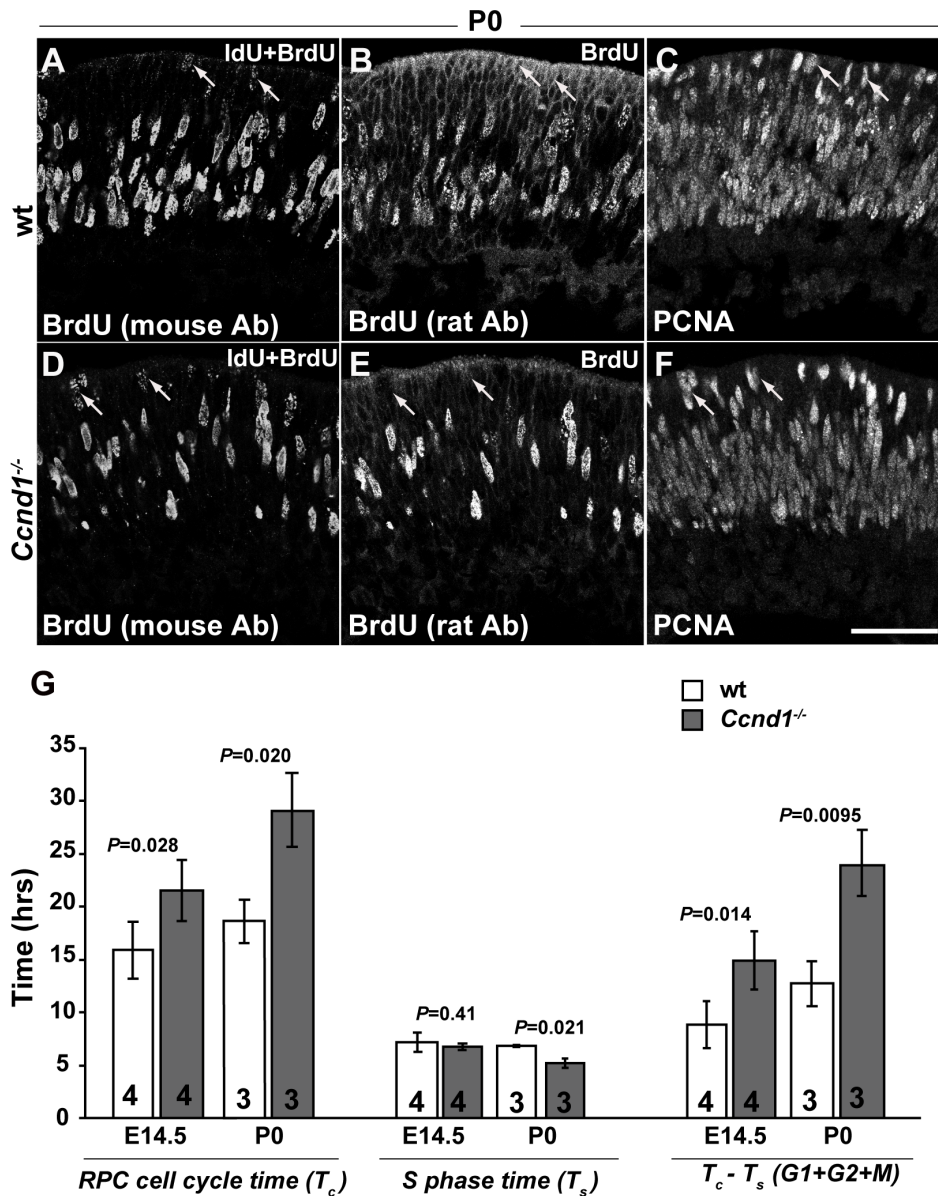 P0
A IdU+BrdU
B BrdU
C
wt
BrdU (mouse Ab)
BrdU (rat Ab)
PCNA
D IdU+BrdU
E BrdU
F
Ccnd1-/-
BrdU (mouse Ab)
BrdU (rat Ab)
PCNA
G
wt
Ccnd1-/-
Time (hrs)
35
30
25
20
15
10
5
0
P=0.028
P=0.020
P=0.41
P=0.021
P=0.014
P=0.0095
4 4 3 3 4 4 3 3 4 4 3 3
E14.5 P0 E14.5 P0 E14.5 P0
RPC cell cycle time (Tc) S phase time (Ts) Tc - Ts (G1+G2+M)